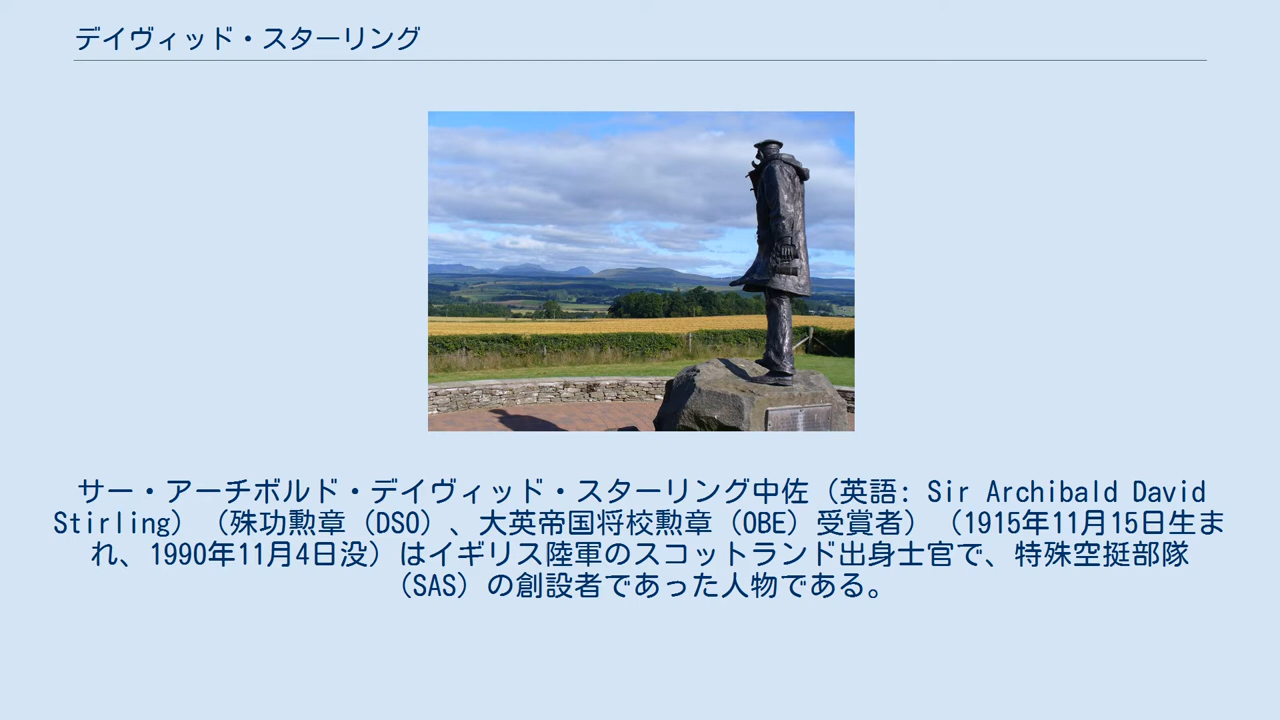 デイヴィッド・スターリング
サー・アーチボルド・デイヴィッド・スターリング中佐（英語: Sir Archibald David
Stirling）（殊功勲章（DSO）、大英帝国将校勲章（OBE）受賞者）（1915年11月15日生ま
れ、1990年11月4日没）はイギリス陸軍のスコットランド出身士官で、特殊空挺部隊
（SAS）の創設者であった人物である。